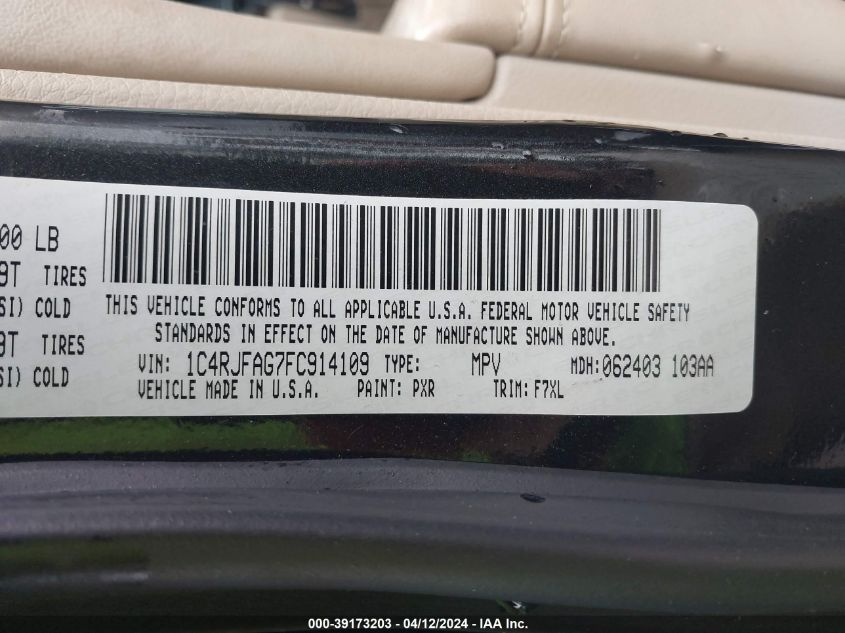 00 LB
9T TIRES
SI) COLD
9T TIRES
SI) COLD
THIS VEHICLE CONFORMS TO ALL APPLICABLE U.S.A. FEDERAL MOTOR VEHICLE SAFETY
STANDARDS IN EFFECT ON THE DATE OF MANUFACTURE SHOWN ABOVE.
VIN: 1C4RJFAG7FC914109 TYPE: MPV MDH: 062403 103AA
VEHICLE MADE IN U.S.A. PAINT: PXR TRIM: F7XL
000-39173203 - 04/12/2024 - IAA Inc.